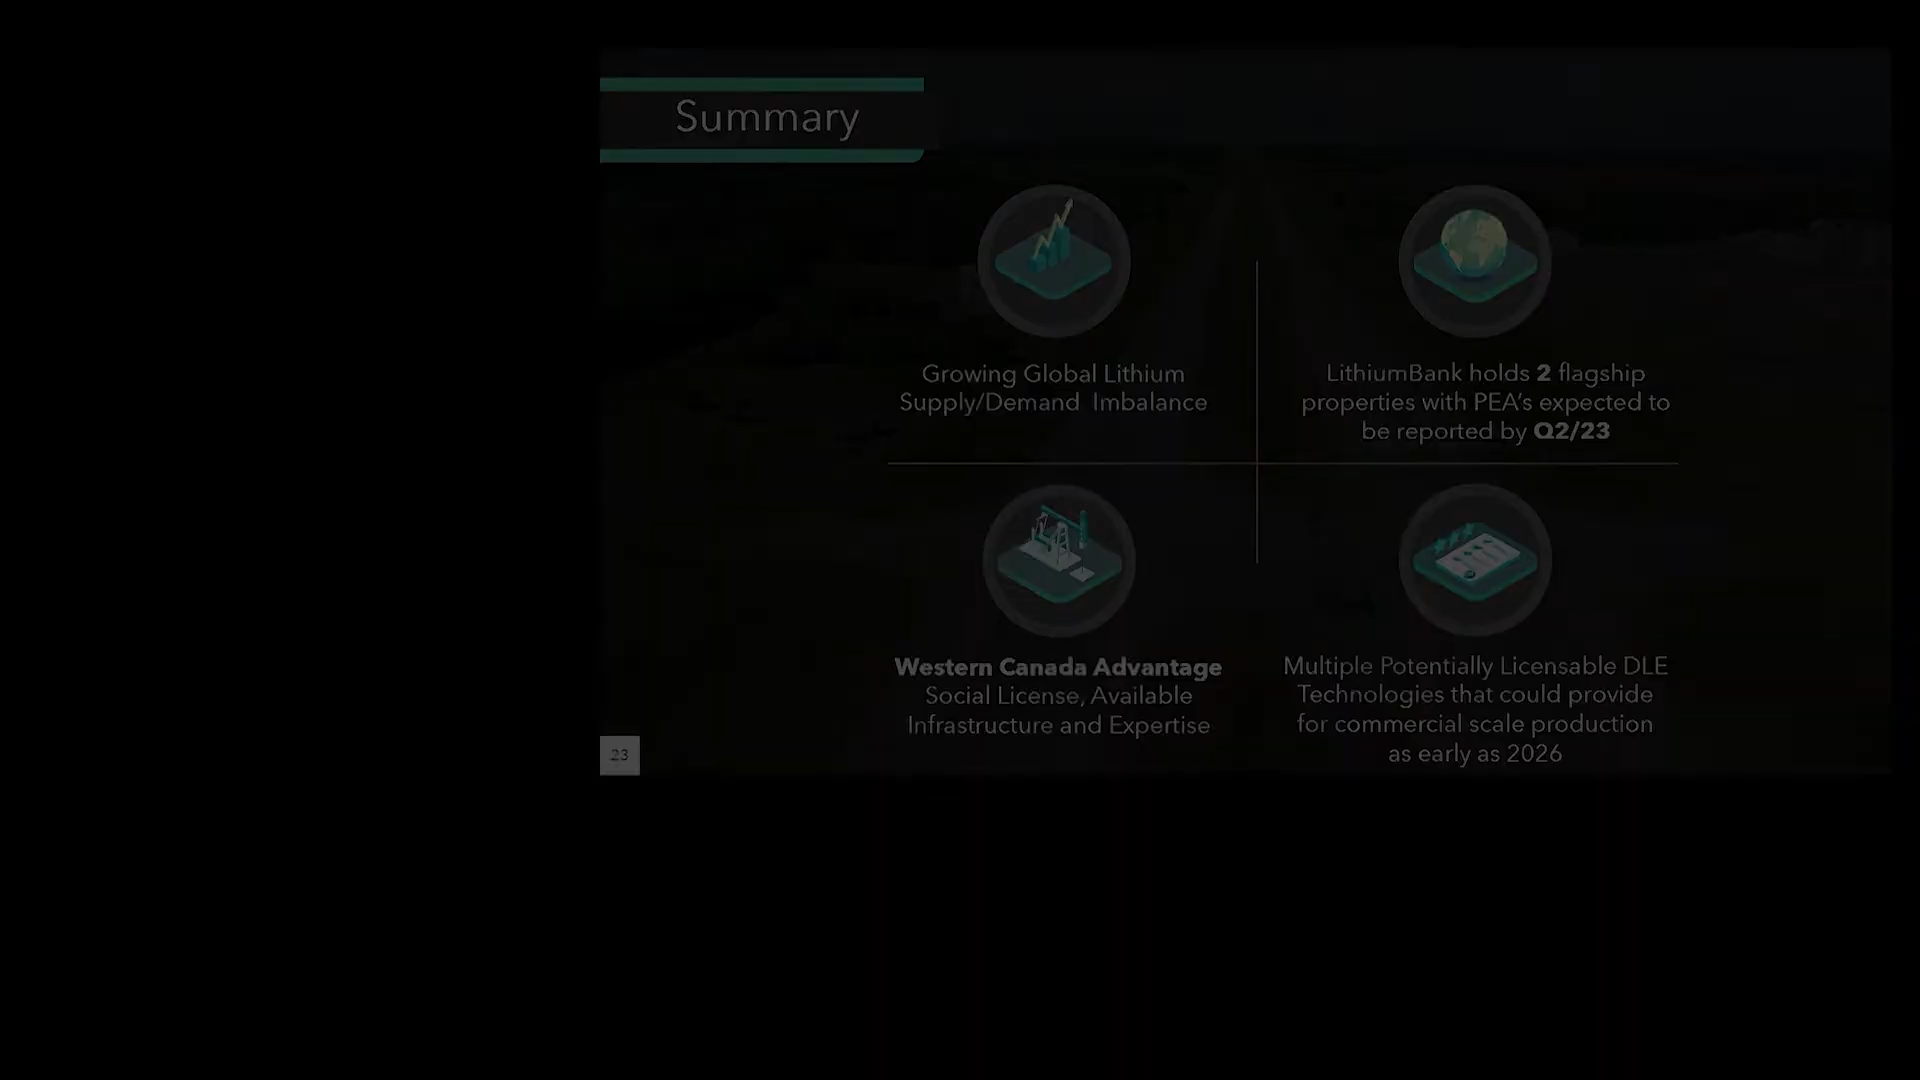 Summary
Growing Global Lithium
Supply/Demand Imbalance
LithiumBank holds 2 flagship
properties with PEA's expected to
be reported by Q2/23
Western Canada Advantage
Social License, Available
Infrastructure and Expertise
Multiple Potentially Licensable DLE
Technologies that could provide
for commercial scale production
as early as 2026
23